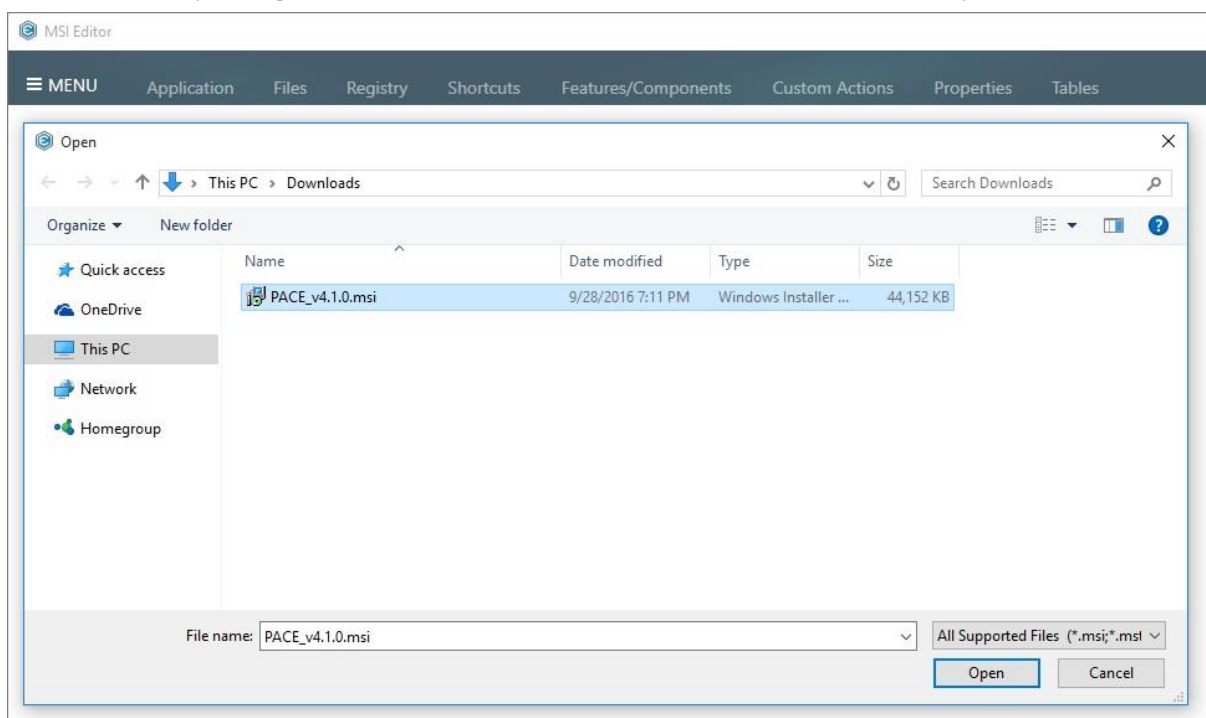 MSI Editor
MENU Application Files Registry Shortcuts Features/Components Custom Actions Properties Tables
Open
This PC > Downloads Search Downloads
Organize New folder
Name Date modified Type Size
Quick access
PACE_v4.1.0.msi 9/28/2016 7:11 PM Windows Installer ... 44,152 KB
OneDrive
This PC
Network
Homegroup
File name: PACE_v4.1.0.msi All Supported Files (*.msi;*.mst
Open Cancel